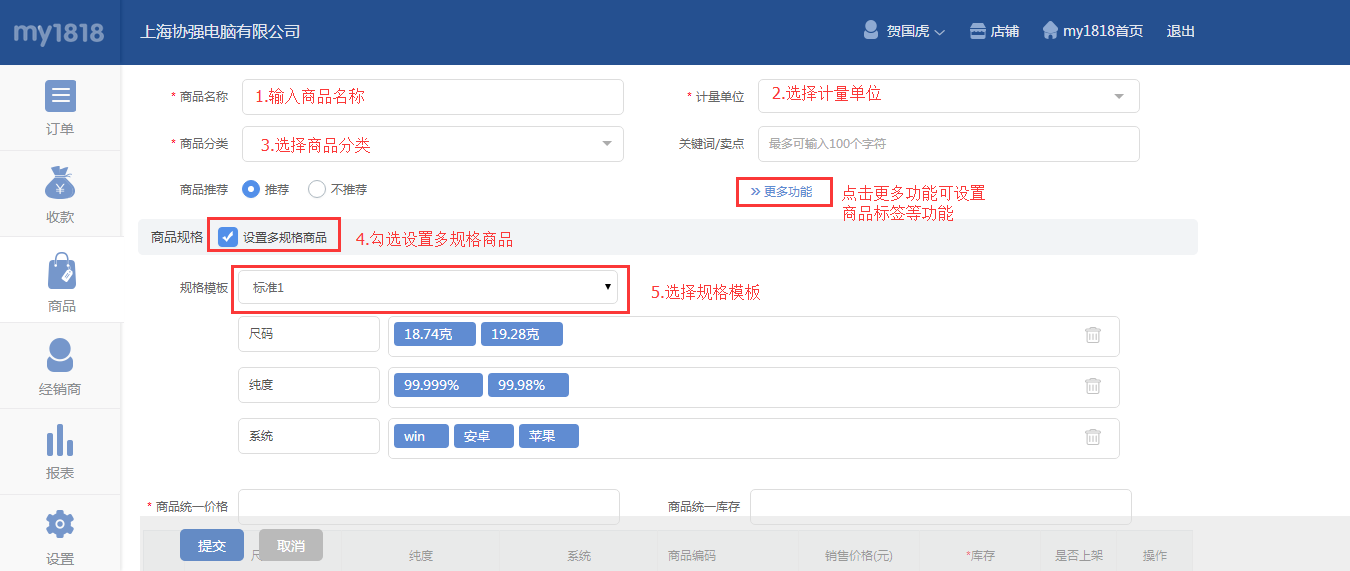 my1818 上海协强电脑有限公司 贺国虎 店铺 my1818首页 退出
订单
收款
商品
经销商
报表
设置
* 商品名称 1.输入商品名称 * 计量单位 2.选择计量单位
* 商品分类 3.选择商品分类 关键词/卖点 最多可输入100个字符
商品推荐 推荐 不推荐 » 更多功能 点击更多功能可设置
商品标签等功能
商品规格 设置多规格商品 4.勾选设置多规格商品
规格模板 标准1 5.选择规格模板
尺码 18.74克 19.28克
纯度 99.999% 99.98%
系统 win 安卓 苹果
* 商品统一价格 商品统一库存
提交 取消
纯度 系统 商品编码 销售价格(元) *库存 是否上架 操作